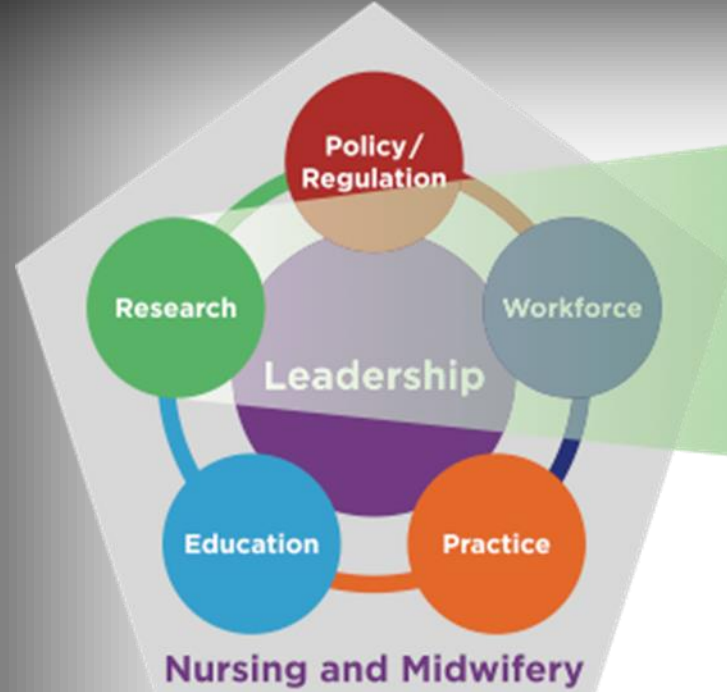 Policy/
Regulation
Research
Workforce
Leadership
Education
Practice
Nursing and Midwifery